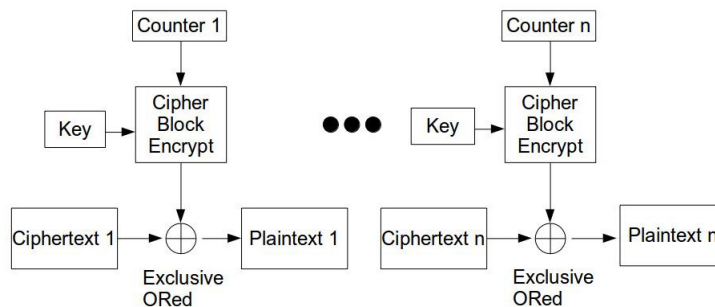 Counter 1
Key
Cipher
Block
Encrypt
Ciphertext 1
Plaintext 1
Exclusive
ORed
Counter n
Key
Cipher
Block
Encrypt
Ciphertext n
Plaintext n
Exclusive
ORed